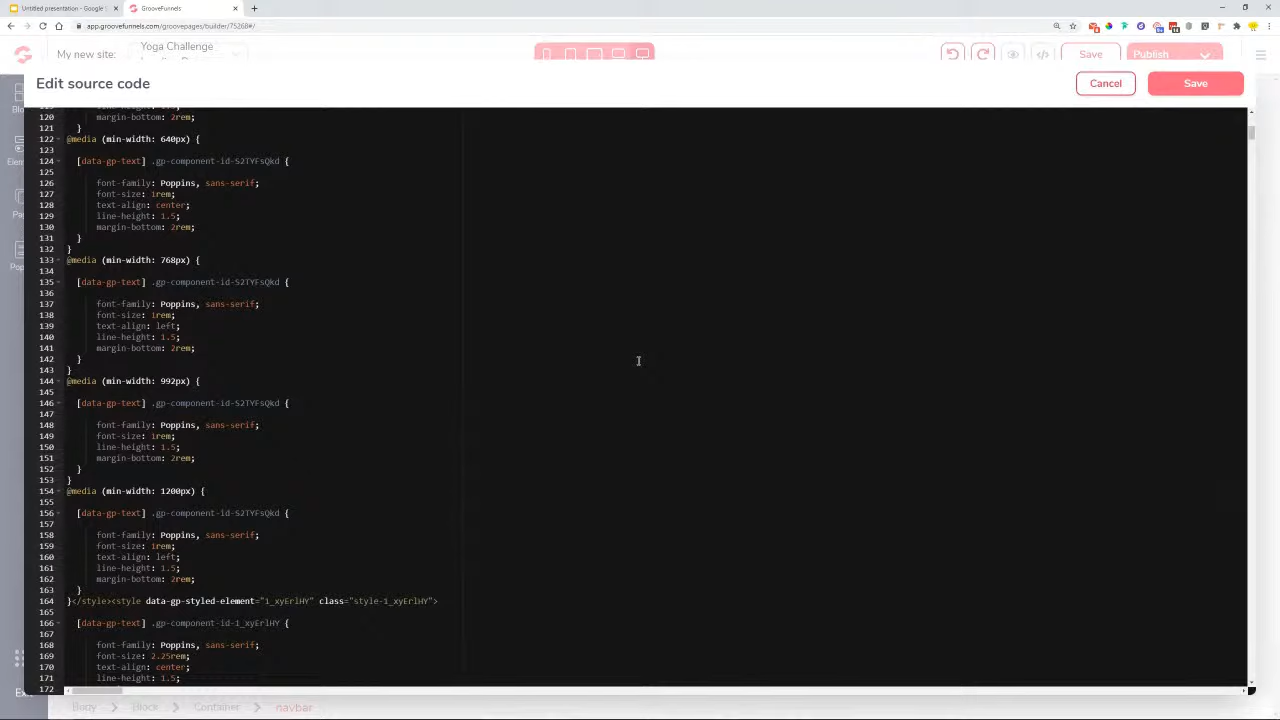 Untitled presentation - Google
GrooveFunnels
app.groovefunnels.com/groovepages/builder/75268#/
My new site:
Yoga Challenge
Save
Publish
Edit source code
Cancel
Save
120 margin-bottom: 2rem;
121 }
122 @media (min-width: 640px) {
123
124 [data-gp-text] .gp-component-id-S2TYFsQkd {
125
126 font-family: Poppins, sans-serif;
127 font-size: 1rem;
128 text-align: center;
129 line-height: 1.5;
130 margin-bottom: 2rem;
131 }
132 }
133 @media (min-width: 768px) {
134
135 [data-gp-text] .gp-component-id-S2TYFsQkd {
136
137 font-family: Poppins, sans-serif;
138 font-size: 1rem;
139 text-align: left;
140 line-height: 1.5;
141 margin-bottom: 2rem;
142 }
143 }
144 @media (min-width: 992px) {
145
146 [data-gp-text] .gp-component-id-S2TYFsQkd {
147
148 font-family: Poppins, sans-serif;
149 font-size: 1rem;
150 line-height: 1.5;
151 margin-bottom: 2rem;
152 }
153 }
154 @media (min-width: 1200px) {
155
156 [data-gp-text] .gp-component-id-S2TYFsQkd {
157
158 font-family: Poppins, sans-serif;
159 font-size: 1rem;
160 text-align: left;
161 line-height: 1.5;
162 margin-bottom: 2rem;
163 }
164 }</style><style data-gp-styled-element="1_xyErlHY" class="style-1_xyErlHY">
165
166 [data-gp-text] .gp-component-id-1_xyErlHY {
167
168 font-family: Poppins, sans-serif;
169 font-size: 2.25rem;
170 text-align: center;
171 line-height: 1.5;
172
Body > Block > Container > navbar